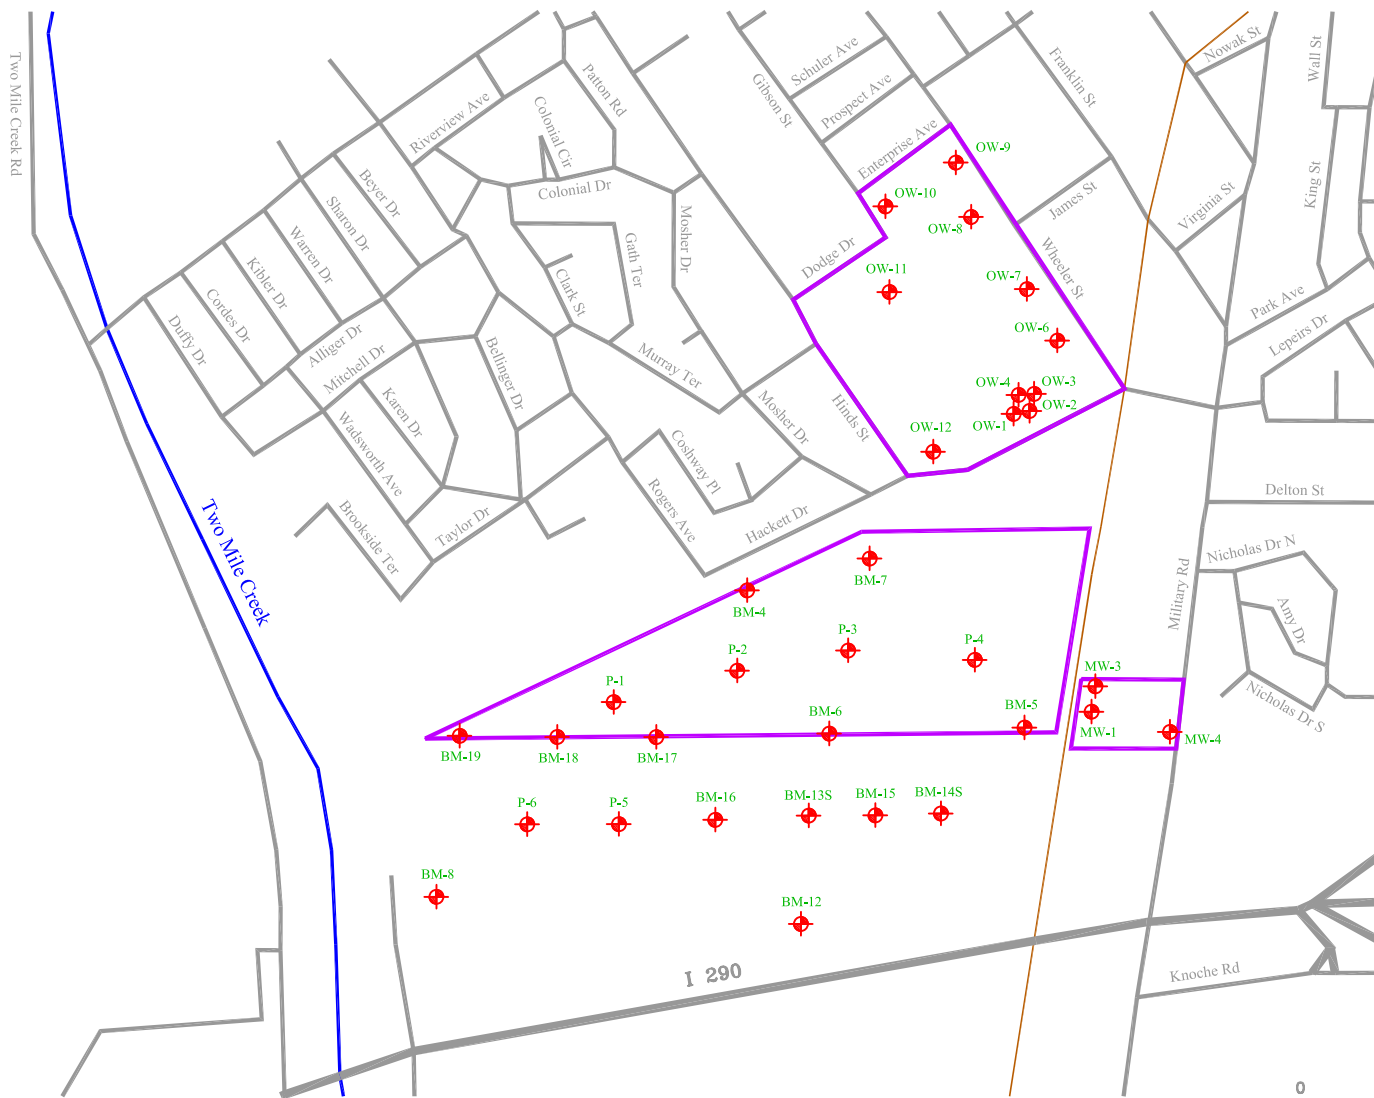 Two Mile Creek Rd
Riverview Ave
Colonial Cir
Patton Rd
Gibson St
Schuler Ave
Prospect Ave
Enterprise Ave
Franklin St
Nowak St
Wall St
OW-9
OW-10
OW-8
Beyer Dr
Colonial Dr
Sharon Dr
Mosher Dr
James St
Virginia St
King St
Warren Dr
Gath Ter
Dodge Dr
Wheeler St
Kibler Dr
Clark St
OW-11
OW-7
Cordes Dr
Park Ave
Duffy Dr
Alliger Dr
OW-6
Lepeirs Dr
Mitchell Dr
Bellinger Dr
Murray Ter
Karen Dr
OW-4
OW-3
OW-2
OW-1
Mosher Dr
Hinds St
OW-12
Wadsworth Ave
Coshway Pl
Rogers Ave
Delton St
Brookside Ter
Taylor Dr
Hackett Dr
Two Mile Creek
Nicholas Dr N
BM-7
BM-4
Military Rd
Amy Dr
P-3
P-4
P-2
MW-3
P-1
Nicholas Dr S
BM-6
BM-5
MW-1
MW-4
BM-19
BM-18
BM-17
P-6
P-5
BM-16
BM-13S
BM-15
BM-14S
BM-8
BM-12
I 290
Knoche Rd
0